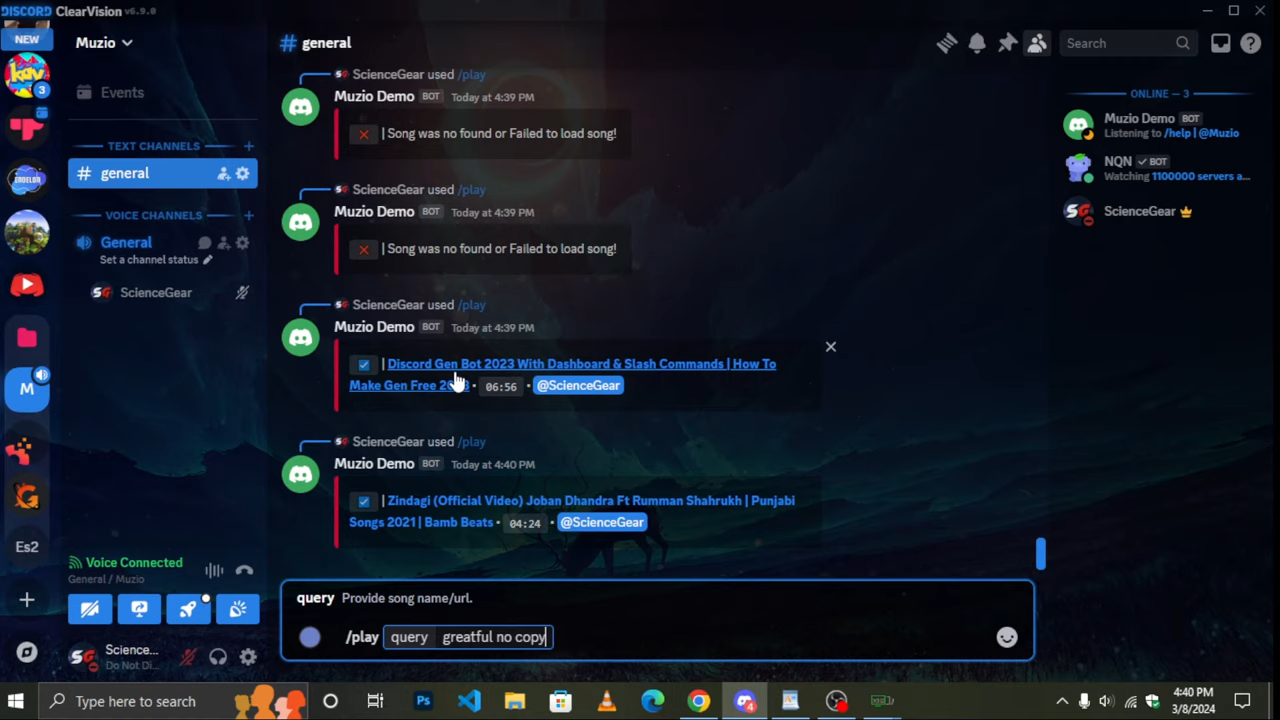 DISCORD ClearVision v6.9.0
NEW
Muzio
general
Search
Events
TEXT CHANNELS
general
VOICE CHANNELS
General
Set a channel status
ScienceGear
3
M
Es2
Voice Connected
General / Muzio
Science...
Do Not Di...
ScienceGear used /play
Muzio Demo BOT Today at 4:39 PM
| Song was no found or Failed to load song!
ScienceGear used /play
Muzio Demo BOT Today at 4:39 PM
| Song was no found or Failed to load song!
ScienceGear used /play
Muzio Demo BOT Today at 4:39 PM
| Discord Gen Bot 2023 With Dashboard & Slash Commands | How To
Make Gen Free • 06:56 • @ScienceGear
ScienceGear used /play
Muzio Demo BOT Today at 4:40 PM
| Zindagi (Official Video) Joban Dhandra Ft Rumman Shahrukh | Punjabi
Songs 2021 | Bamb Beats • 04:24 • @ScienceGear
query Provide song name/url.
/play query greatful no copy
ONLINE — 3
Muzio Demo BOT
Listening to /help | @Muzio
NQN BOT
Watching 1100000 servers a...
ScienceGear
Type here to search
Ps
4
4:40 PM
3/8/2024